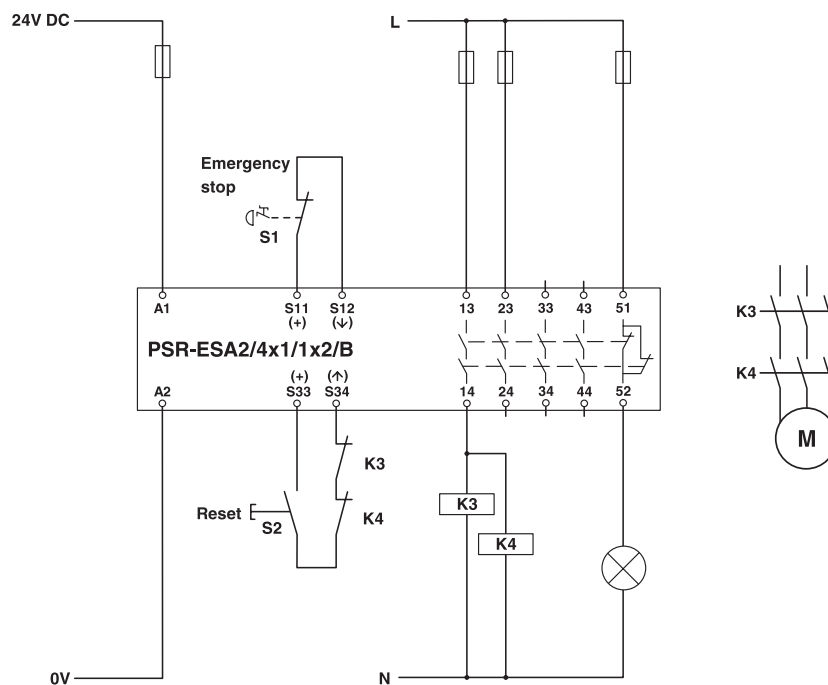 24V DC
L
Emergency
stop
S1
A1 S11 S12 13 23 33 43 51
(+) (↓)
PSR-ESA2/4x1/1x2/B
(+) (↑)
A2 S33 S34 14 24 34 44 52
K3
K4
M
K3
K4
Reset
S2
K3
K4
0V
N